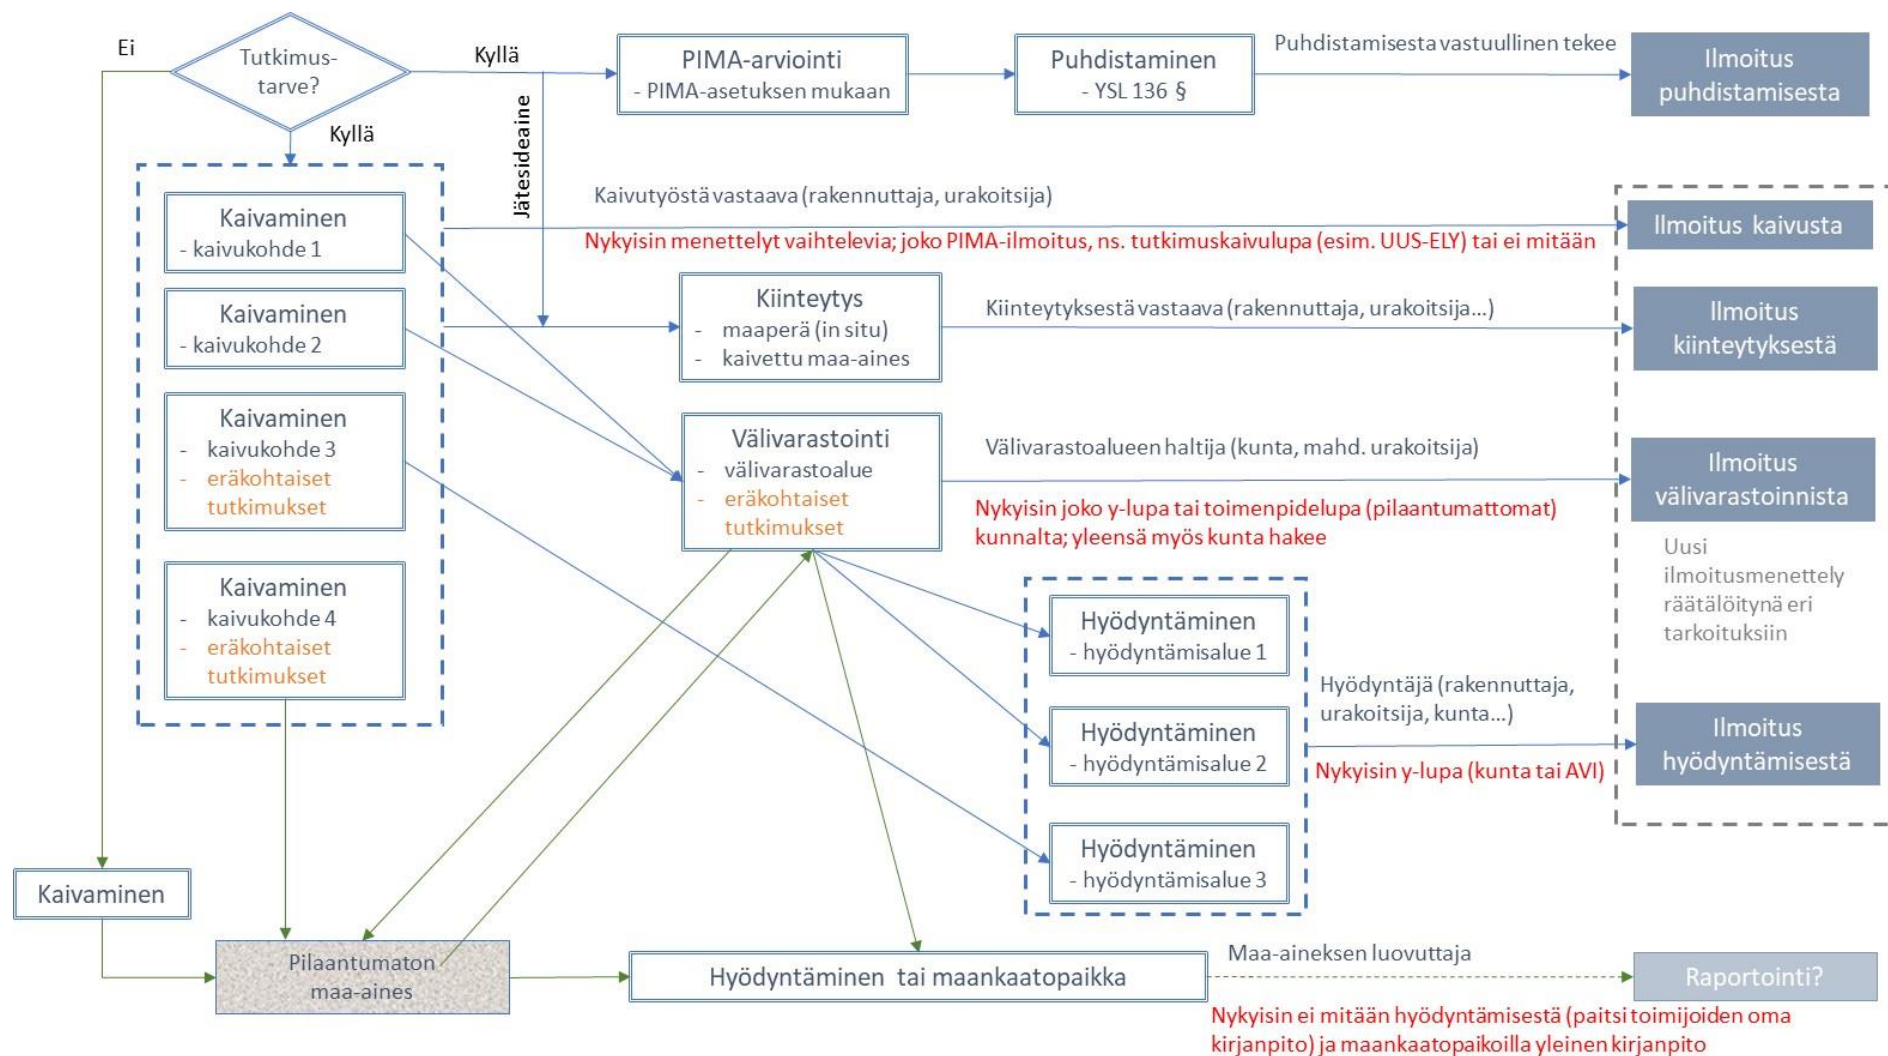 Ei
Tutkimus-
tarve?
Kyllä
Kyllä
Jätesideaine
PIMA-arviointi
- PIMA-asetuksen mukaan
Puhdistaminen
- YSL 136 §
Puhdistamisesta vastuullinen tekee
Ilmoitus
puhdistamisesta
Kaivaminen
- kaivukohde 1
Kaivutyöstä vastaava (rakennuttaja, urakoitsija)
Nykyisin menettelyt vaihtelevia; joko PIMA-ilmoitus, ns. tutkimuskaivulupa (esim. UUS-ELY) tai ei mitään
Ilmoitus kaivusta
Kaivaminen
- kaivukohde 2
Kiinteytys
- maaperä (in situ)
- kaivettu maa-aines
Kiinteytyksestä vastaava (rakennuttaja, urakoitsija…)
Ilmoitus
kiinteytyksestä
Kaivaminen
- kaivukohde 3
- eräkohtaiset
tutkimukset
Välivarastointi
- välivarastoalue
- eräkohtaiset
tutkimukset
Välivarastoalueen haltija (kunta, mahd. urakoitsija)
Nykyisin joko y-lupa tai toimenpidelupa (pilaantumattomat)
kunnalta; yleensä myös kunta hakee
Ilmoitus
välivarastoinnista
Uusi
ilmoitusmenettely
räätälöitynä eri
tarkoituksiin
Kaivaminen
- kaivukohde 4
- eräkohtaiset
tutkimukset
Hyödyntäminen
- hyödyntämisalue 1
Hyödyntäminen
- hyödyntämisalue 2
Hyödyntäminen
- hyödyntämisalue 3
Hyödyntäjä (rakennuttaja,
urakoitsija, kunta…)
Nykyisin y-lupa (kunta tai AVI)
Ilmoitus
hyödyntämisestä
Kaivaminen
Pilaantumaton
maa-aines
Hyödyntäminen tai maankaatopaikka
Maa-aineksen luovuttaja
Raportointi?
Nykyisin ei mitään hyödyntämisestä (paitsi toimijoiden oma
kirjanpito) ja maankaatopaikoilla yleinen kirjanpito